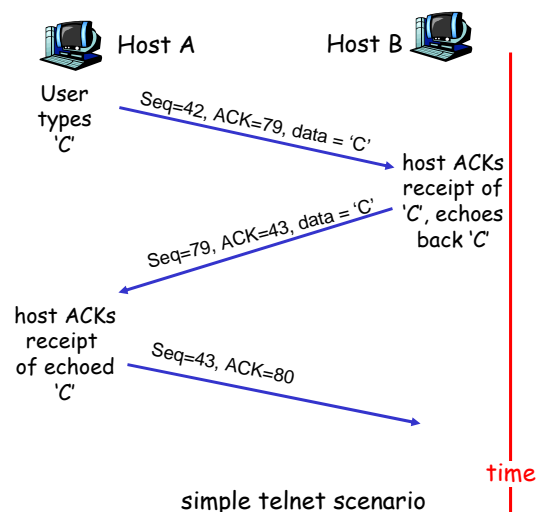 Host A
Host B
User
types
‘C’
Seq=42, ACK=79, data = ‘C’
host ACKs
receipt of
‘C’, echoes
back ‘C’
Seq=79, ACK=43, data = ‘C’
host ACKs
receipt
of echoed
‘C’
Seq=43, ACK=80
time
simple telnet scenario